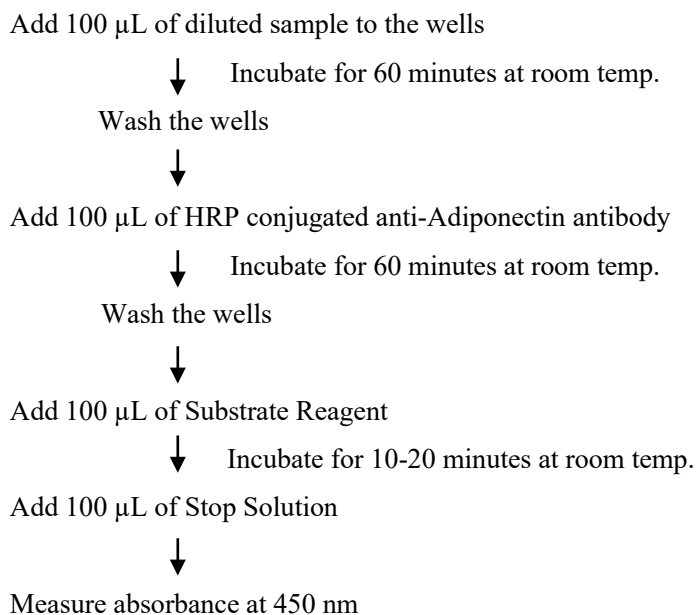 Add 100 µL of diluted sample to the wells
Incubate for 60 minutes at room temp.
Wash the wells
Add 100 µL of HRP conjugated anti-Adiponectin antibody
Incubate for 60 minutes at room temp.
Wash the wells
Add 100 µL of Substrate Reagent
Incubate for 10-20 minutes at room temp.
Add 100 µL of Stop Solution
Measure absorbance at 450 nm